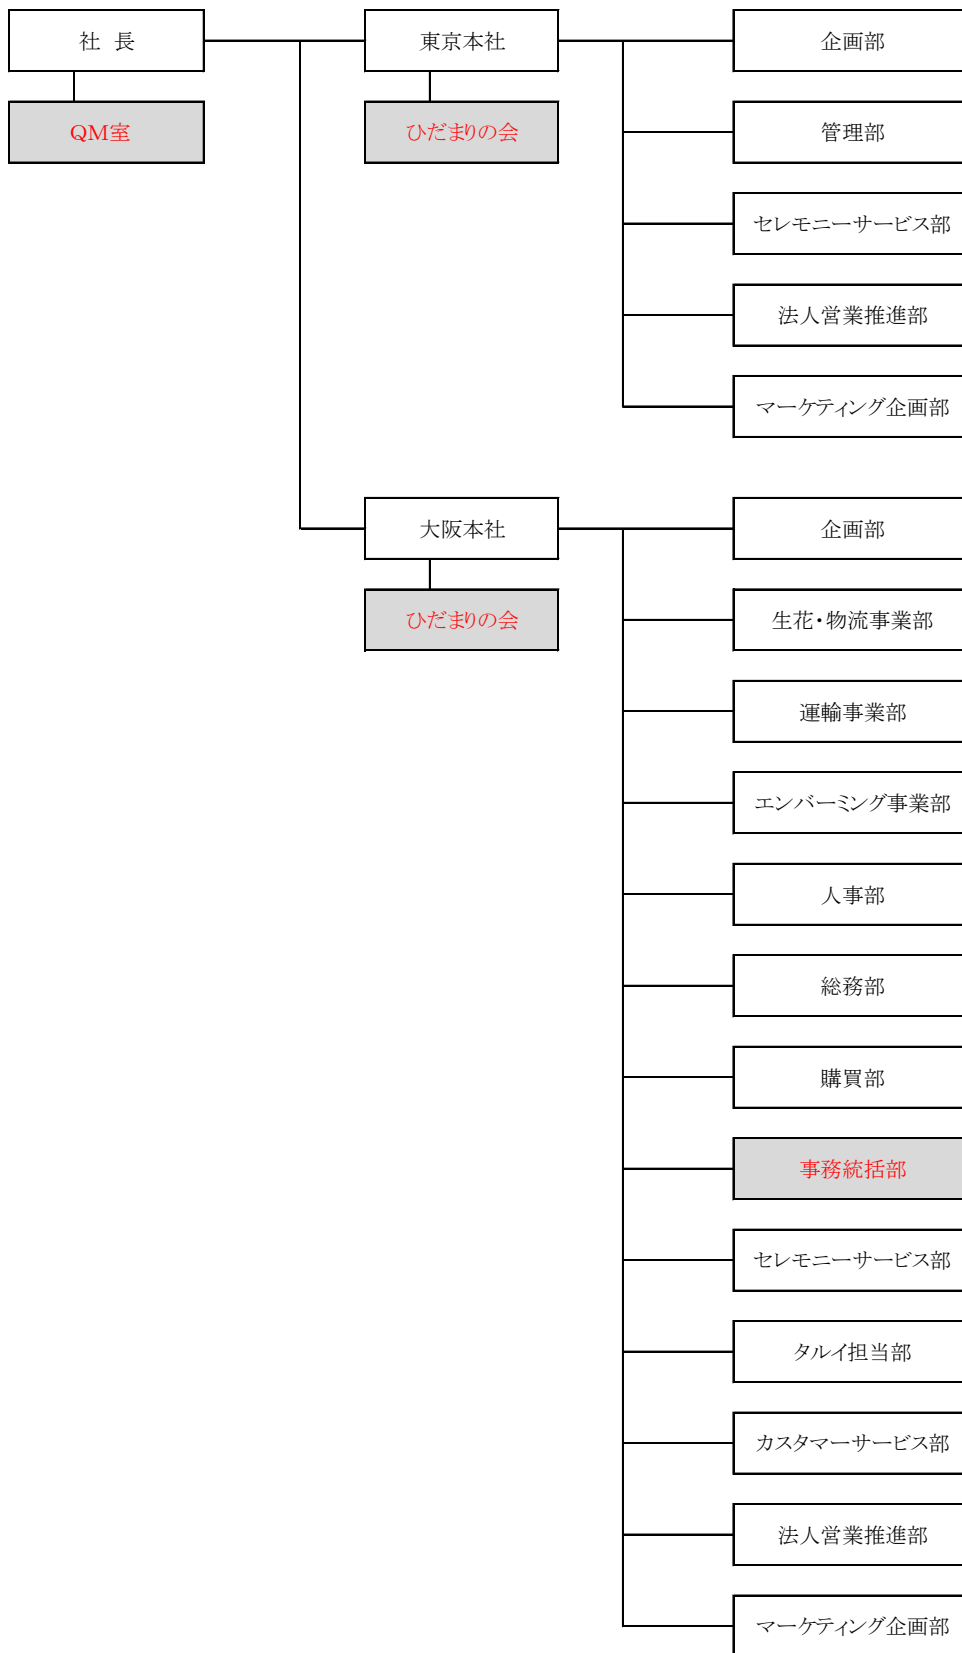 社 長
東京本社
企画部
QM室
ひだまりの会
管理部
セレモニーサービス部
法人営業推進部
マーケティング企画部
大阪本社
企画部
ひだまりの会
生花・物流事業部
運輸事業部
エンバーミング事業部
人事部
総務部
購買部
事務統括部
セレモニーサービス部
タルイ担当部
カスタマーサービス部
法人営業推進部
マーケティング企画部